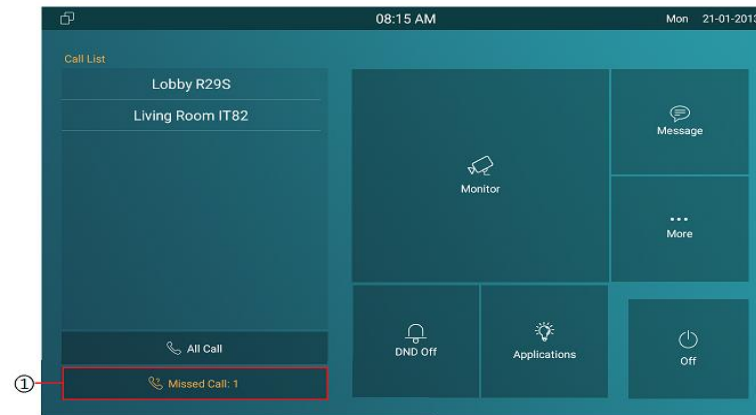 08:15 AM
Mon 21-01-2013
Call List
Lobby R29S
Living Room IT82
Monitor
Message
More
All Call
DND Off
Applications
Off
① Missed Call: 1